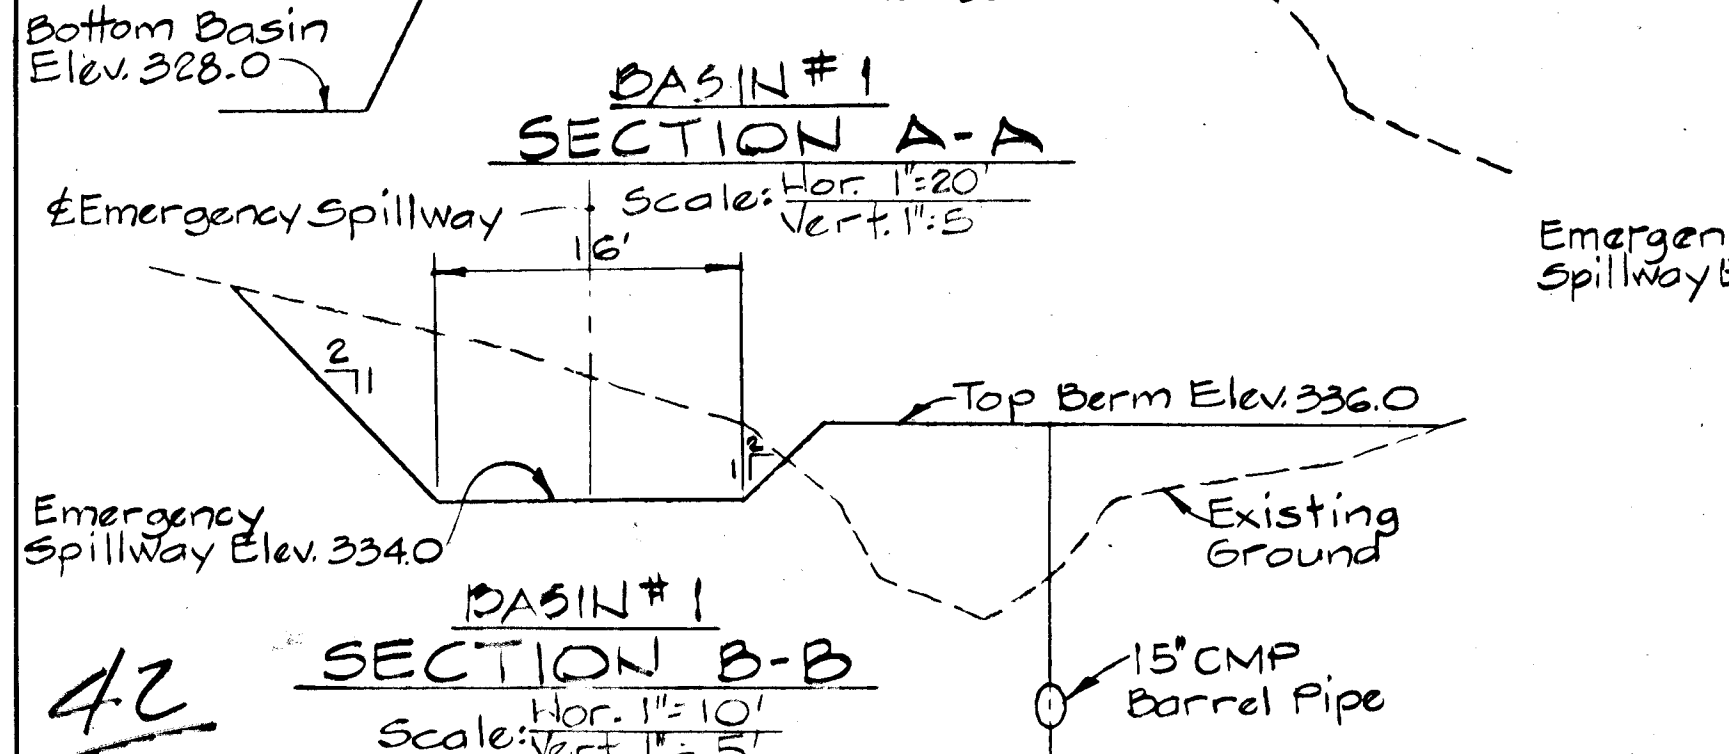 Bottom Basin
Elev. 328.0
BASIN #1
SECTION A-A
Scale: Hor. 1"=20'
Vert. 1":5'
℄ Emergency Spillway
16'
Emergen
Spillway E
2
1
Top Berm Elev. 336.0
2
1
Emergency
Spillway Elev. 334.0
Existing
Ground
BASIN #1
SECTION B-B
Scale: Hor. 1"=10'
Vert. 1"=5'
15" CMP
Barrel Pipe
42